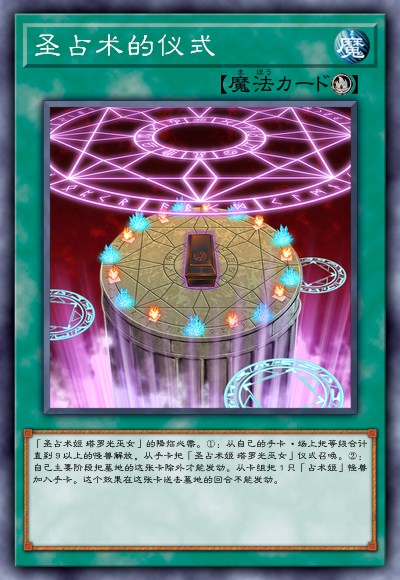 圣占术的仪式
魔
【魔法カード】
まほう
「圣占术姬 塔罗光巫女」的降临必需。①：从自己的手卡·场上把等级合计
直到9以上的怪兽解放，从手卡把「圣占术姬 塔罗光巫女」仪式召唤。②：
自己主要阶段把墓地的这张卡除外才能发动。从卡组把1只「占术姬」怪兽
加入手卡。这个效果在这张卡送去墓地的回合不能发动。